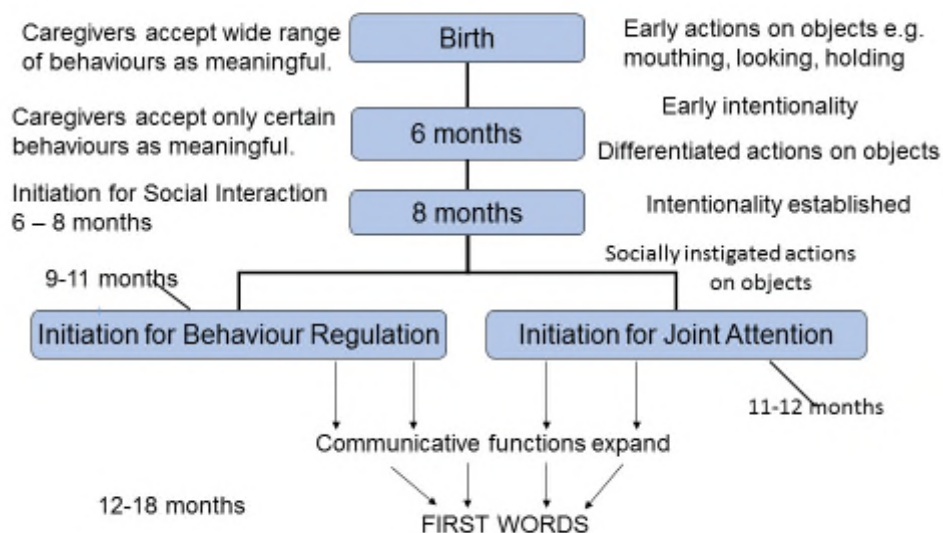 Caregivers accept wide range
of behaviours as meaningful.
Birth
Early actions on objects e.g.
mouthing, looking, holding
Caregivers accept only certain
behaviours as meaningful.
6 months
Early intentionality
Differentiated actions on objects
Initiation for Social Interaction
6 – 8 months
8 months
Intentionality established
Socially instigated actions
on objects
9-11 months
Initiation for Behaviour Regulation
Initiation for Joint Attention
11-12 months
Communicative functions expand
12-18 months
FIRST WORDS